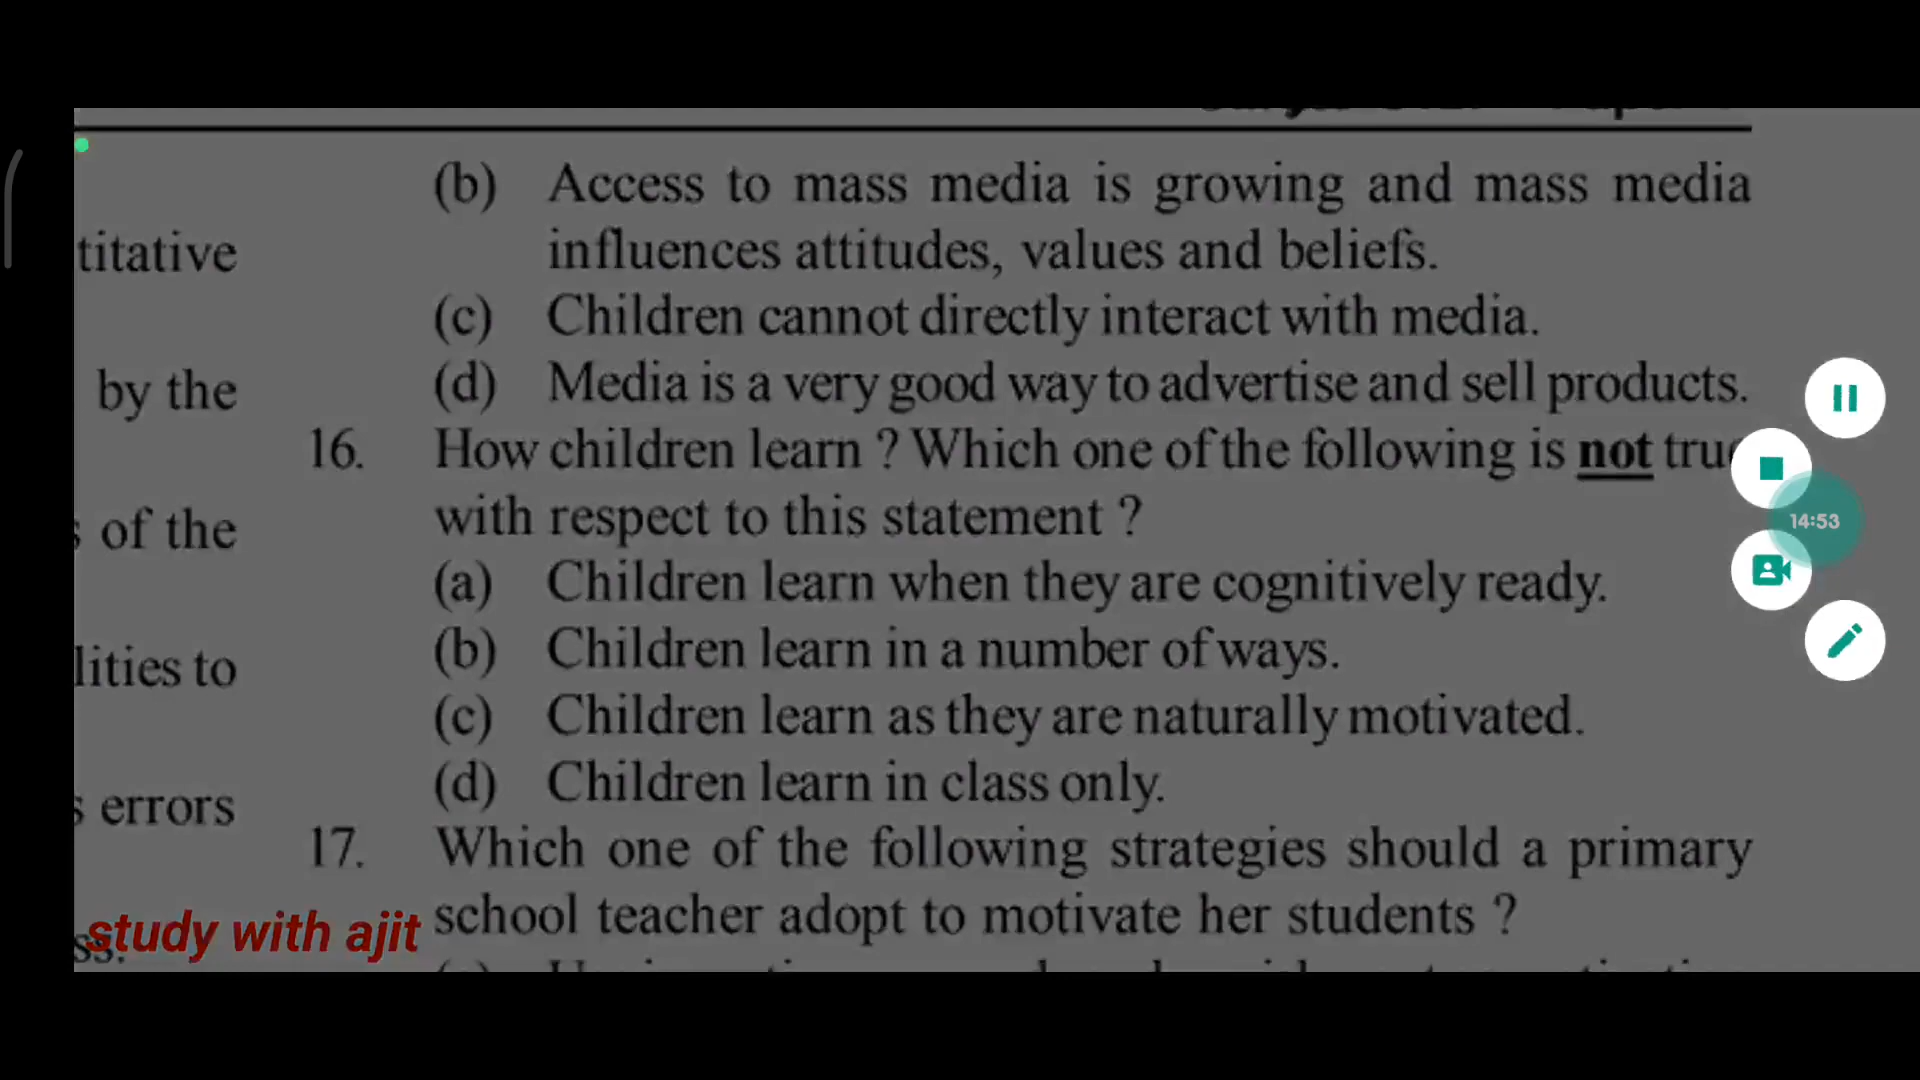 (b) Access to mass media is growing and mass media
influences attitudes, values and beliefs.
(c) Children cannot directly interact with media.
(d) Media is a very good way to advertise and sell products.
16. How children learn ? Which one of the following is not
with respect to this statement ?
(a) Children learn when they are cognitively ready.
(b) Children learn in a number of ways.
(c) Children learn as they are naturally motivated.
(d) Children learn in class only.
17. Which one of the following strategies should a primary
school teacher adopt to motivate her students ?
titative
by the
of the
lities to
errors
study with ajit
14:53